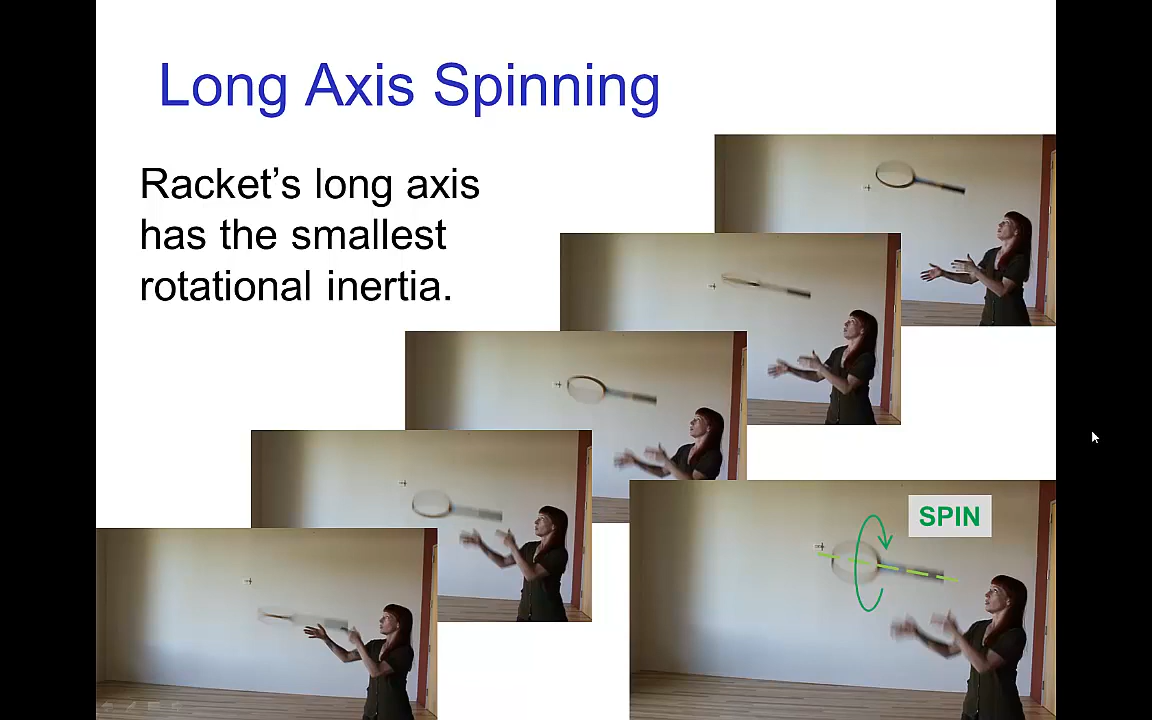 Long Axis Spinning
Racket’s long axis
has the smallest
rotational inertia.
SPIN